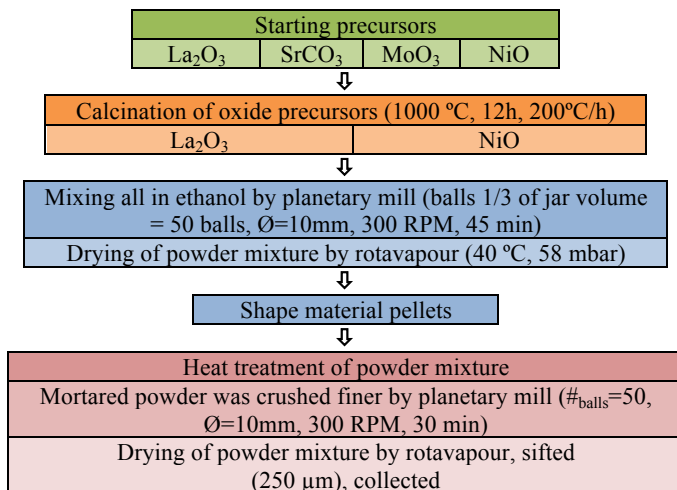 Starting precursors
La₂O₃ SrCO₃ MoO₃ NiO
Calcination of oxide precursors (1000 ºC, 12h, 200ºC/h)
La₂O₃ NiO
Mixing all in ethanol by planetary mill (balls 1/3 of jar volume
= 50 balls, Ø=10mm, 300 RPM, 45 min)
Drying of powder mixture by rotavapour (40 ºC, 58 mbar)
Shape material pellets
Heat treatment of powder mixture
Mortared powder was crushed finer by planetary mill (#balls=50,
Ø=10mm, 300 RPM, 30 min)
Drying of powder mixture by rotavapour, sifted
(250 µm), collected